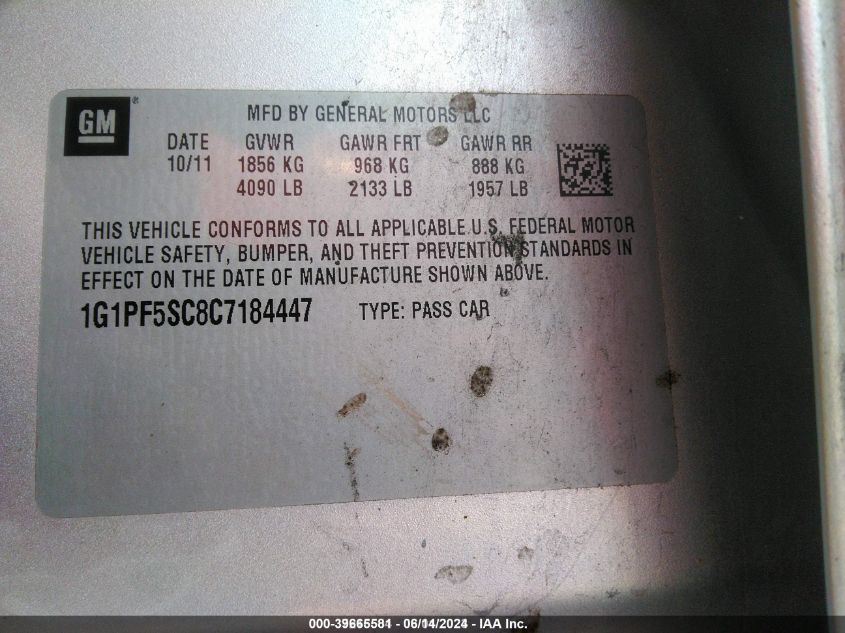 GM
MFD BY GENERAL MOTORS LLC
DATE GVWR GAWR FRT GAWR RR
10/11 1856 KG 968 KG 888 KG
4090 LB 2133 LB 1957 LB
THIS VEHICLE CONFORMS TO ALL APPLICABLE U.S. FEDERAL MOTOR
VEHICLE SAFETY, BUMPER, AND THEFT PREVENTION STANDARDS IN
EFFECT ON THE DATE OF MANUFACTURE SHOWN ABOVE.
1G1PF5SC8C7184447 TYPE: PASS CAR
000-39665581 - 06/14/2024 - IAA Inc.